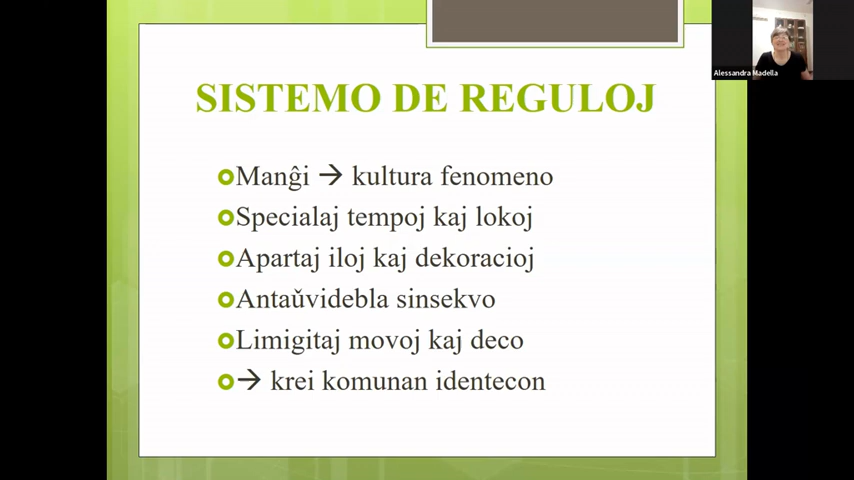 Alessandra Madella
SISTEMO DE REGULOJ
Manĝi → kultura fenomeno
Specialaj tempoj kaj lokoj
Apartaj iloj kaj dekoracioj
Antaǔvidebla sinsekvo
Limigitaj movoj kaj deco
→ krei komunan identecon